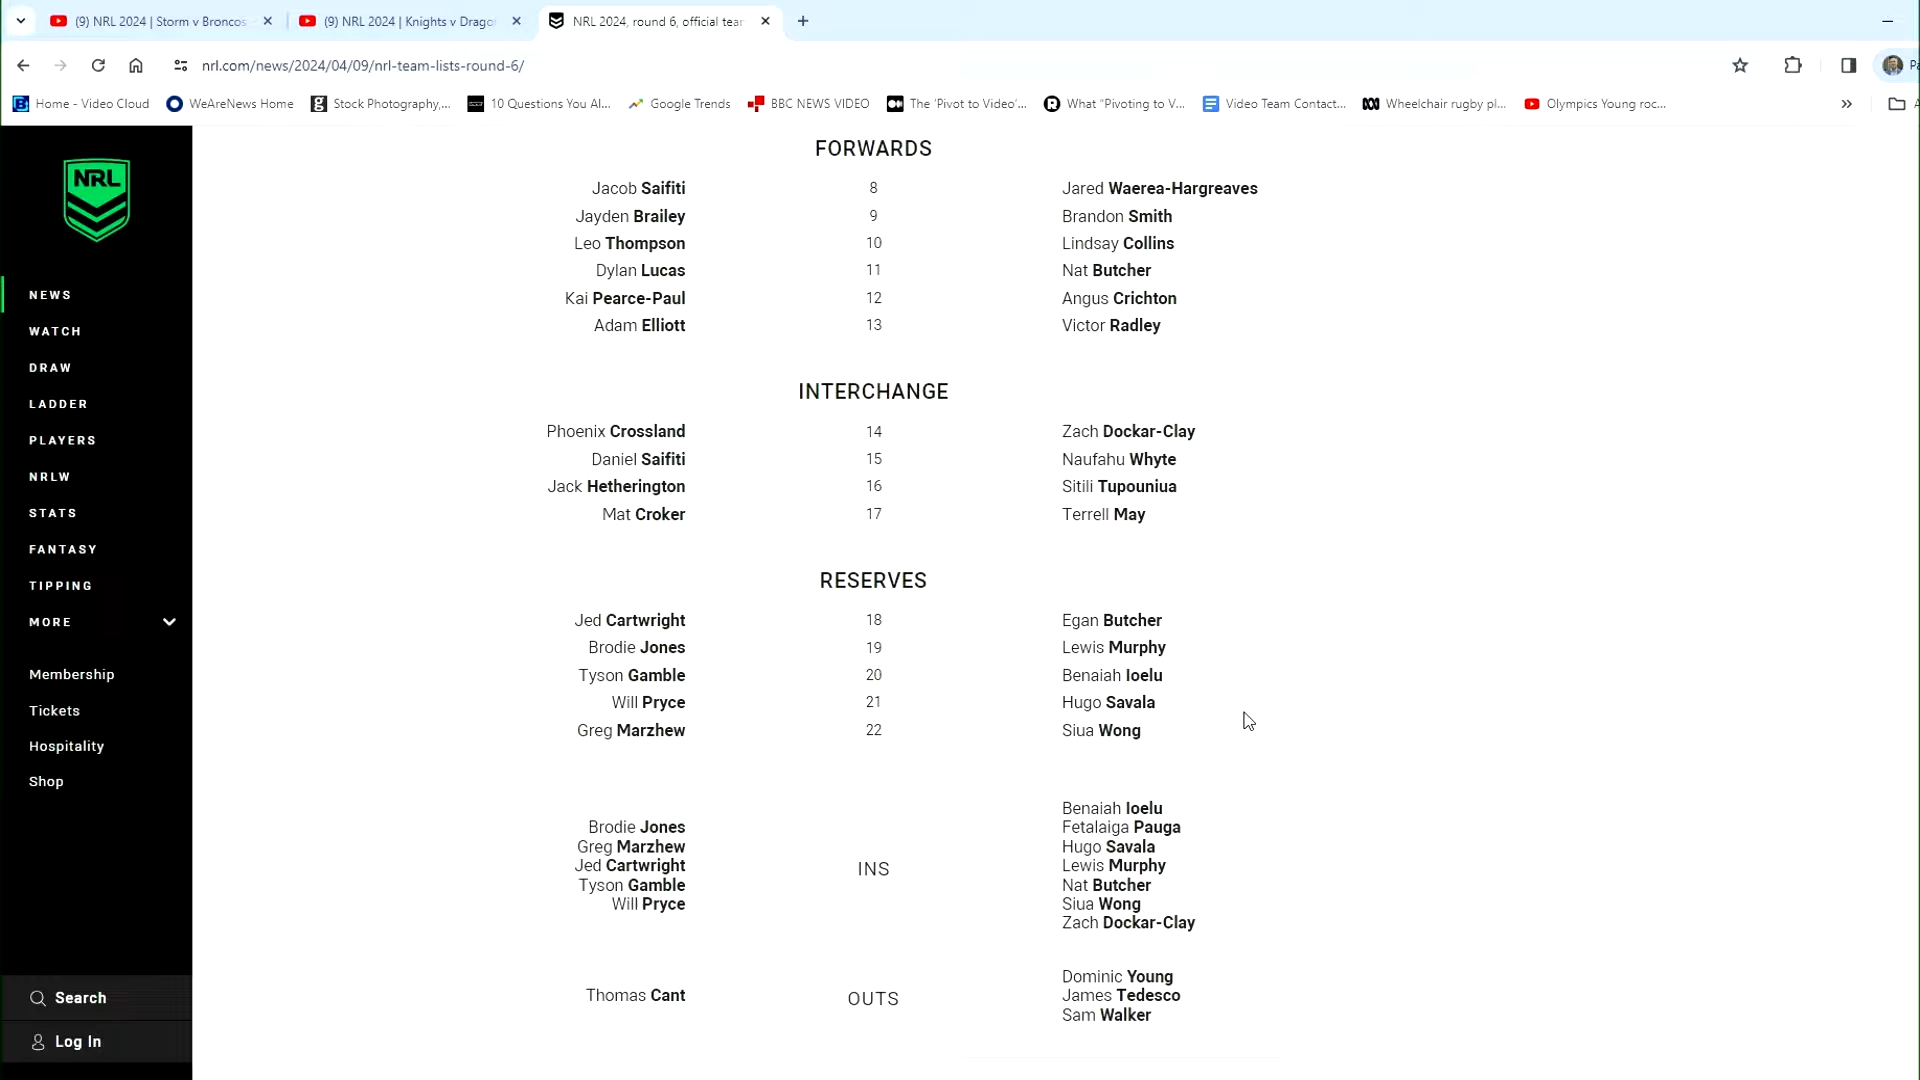 (9) NRL 2024 | Storm v Broncos
(9) NRL 2024 | Knights v Drago
NRL 2024, round 6, official tear
nrl.com/news/2024/04/09/nrl-team-lists-round-6/
Home - Video Cloud
WeAreNews Home
Stock Photography,...
10 Questions You Al...
Google Trends
BBC NEWS VIDEO
The 'Pivot to Video'...
What "Pivoting to V...
Video Team Contact...
Wheelchair rugby pl...
Olympics Young roc...
NRL
NEWS
WATCH
DRAW
LADDER
PLAYERS
NRLW
STATS
FANTASY
TIPPING
MORE
Membership
Tickets
Hospitality
Shop
Search
Log In
FORWARDS
Jacob Saifiti 8 Jared Waerea-Hargreaves
Jayden Brailey 9 Brandon Smith
Leo Thompson 10 Lindsay Collins
Dylan Lucas 11 Nat Butcher
Kai Pearce-Paul 12 Angus Crichton
Adam Elliott 13 Victor Radley
INTERCHANGE
Phoenix Crossland 14 Zach Dockar-Clay
Daniel Saifiti 15 Naufahu Whyte
Jack Hetherington 16 Sitili Tupouniua
Mat Croker 17 Terrell May
RESERVES
Jed Cartwright 18 Egan Butcher
Brodie Jones 19 Lewis Murphy
Tyson Gamble 20 Benaiah Ioelu
Will Pryce 21 Hugo Savala
Greg Marzhew 22 Siua Wong
Brodie Jones
Greg Marzhew
Jed Cartwright
Tyson Gamble
Will Pryce
INS
Benaiah Ioelu
Fetalaiga Pauga
Hugo Savala
Lewis Murphy
Nat Butcher
Siua Wong
Zach Dockar-Clay
Thomas Cant
OUTS
Dominic Young
James Tedesco
Sam Walker